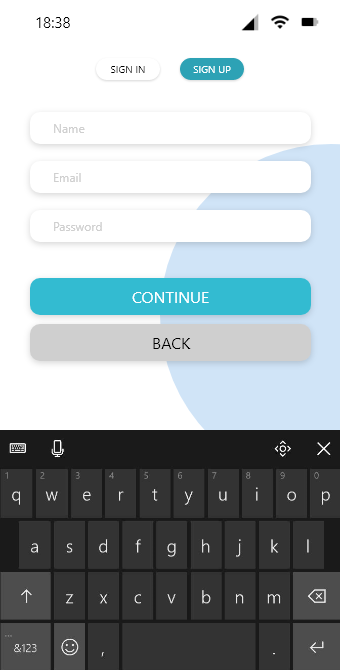 18:38
SIGN IN SIGN UP
Name
Email
Password
CONTINUE
BACK
1 2 3 4 5 6 7 8 9 0
q w e r t y u i o p
a s d f g h j k l
z x c v b n m
&123 , .